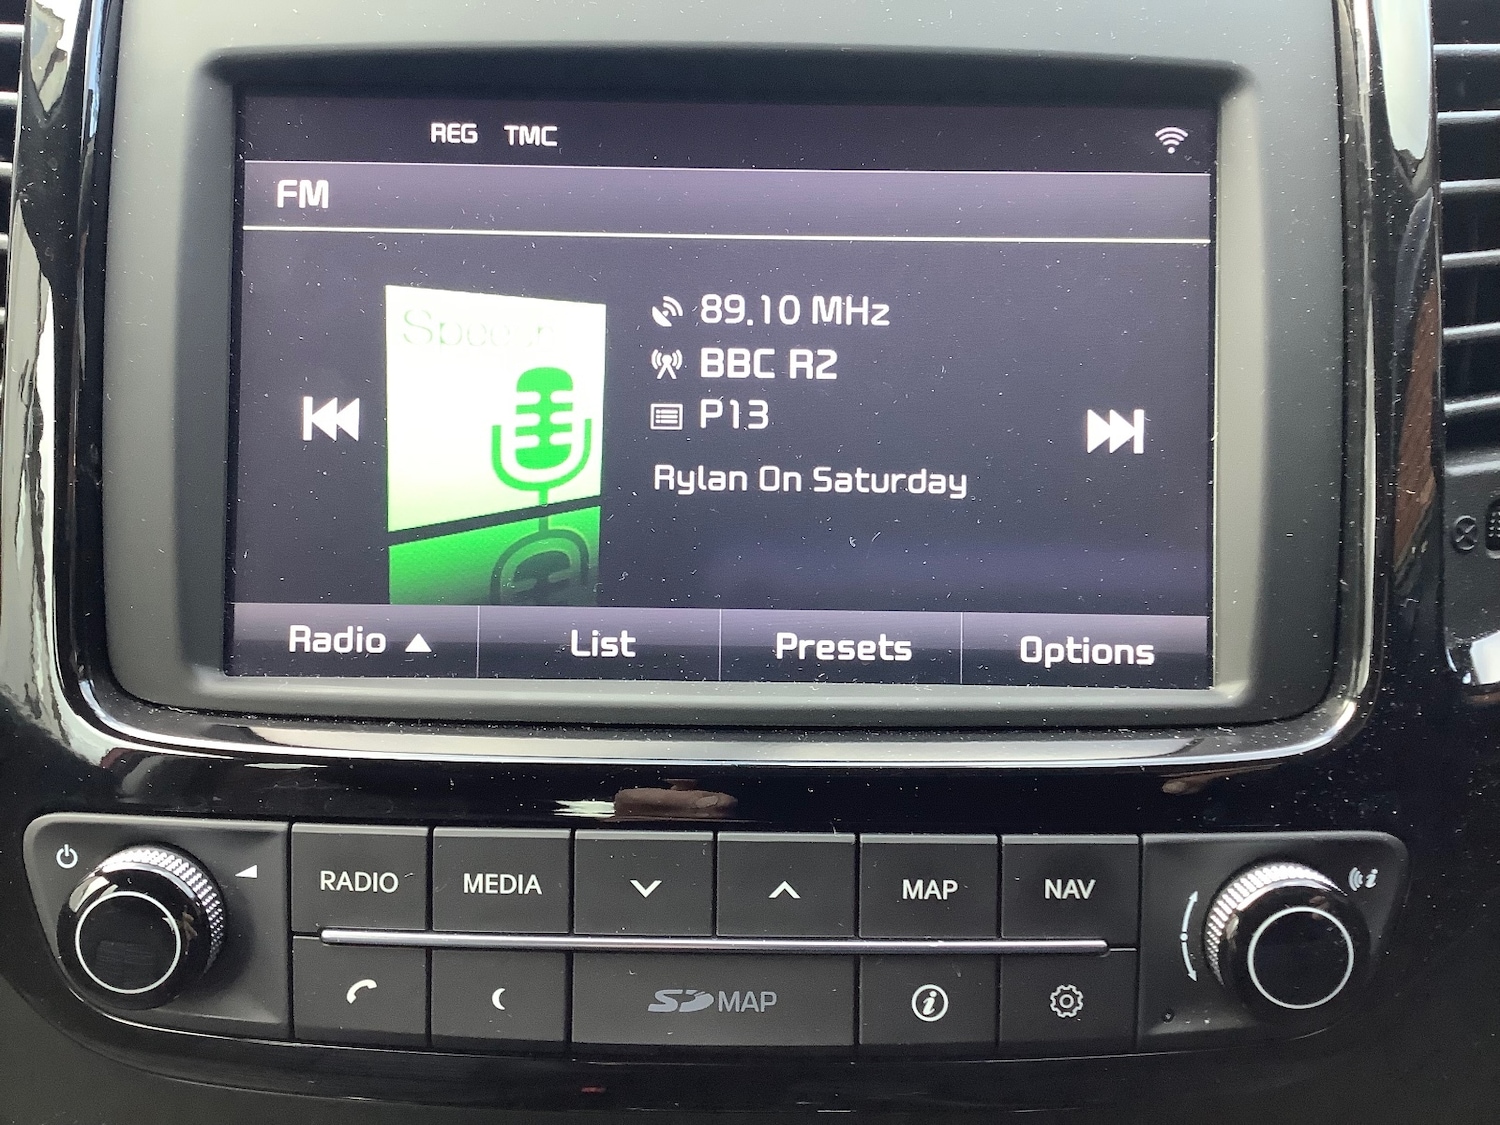 REG TMC
FM
Speech
89.10 MHz
BBC R2
P13
Rylan On Saturday
Radio
List
Presets
Options
RADIO
MEDIA
MAP
NAV
SD MAP